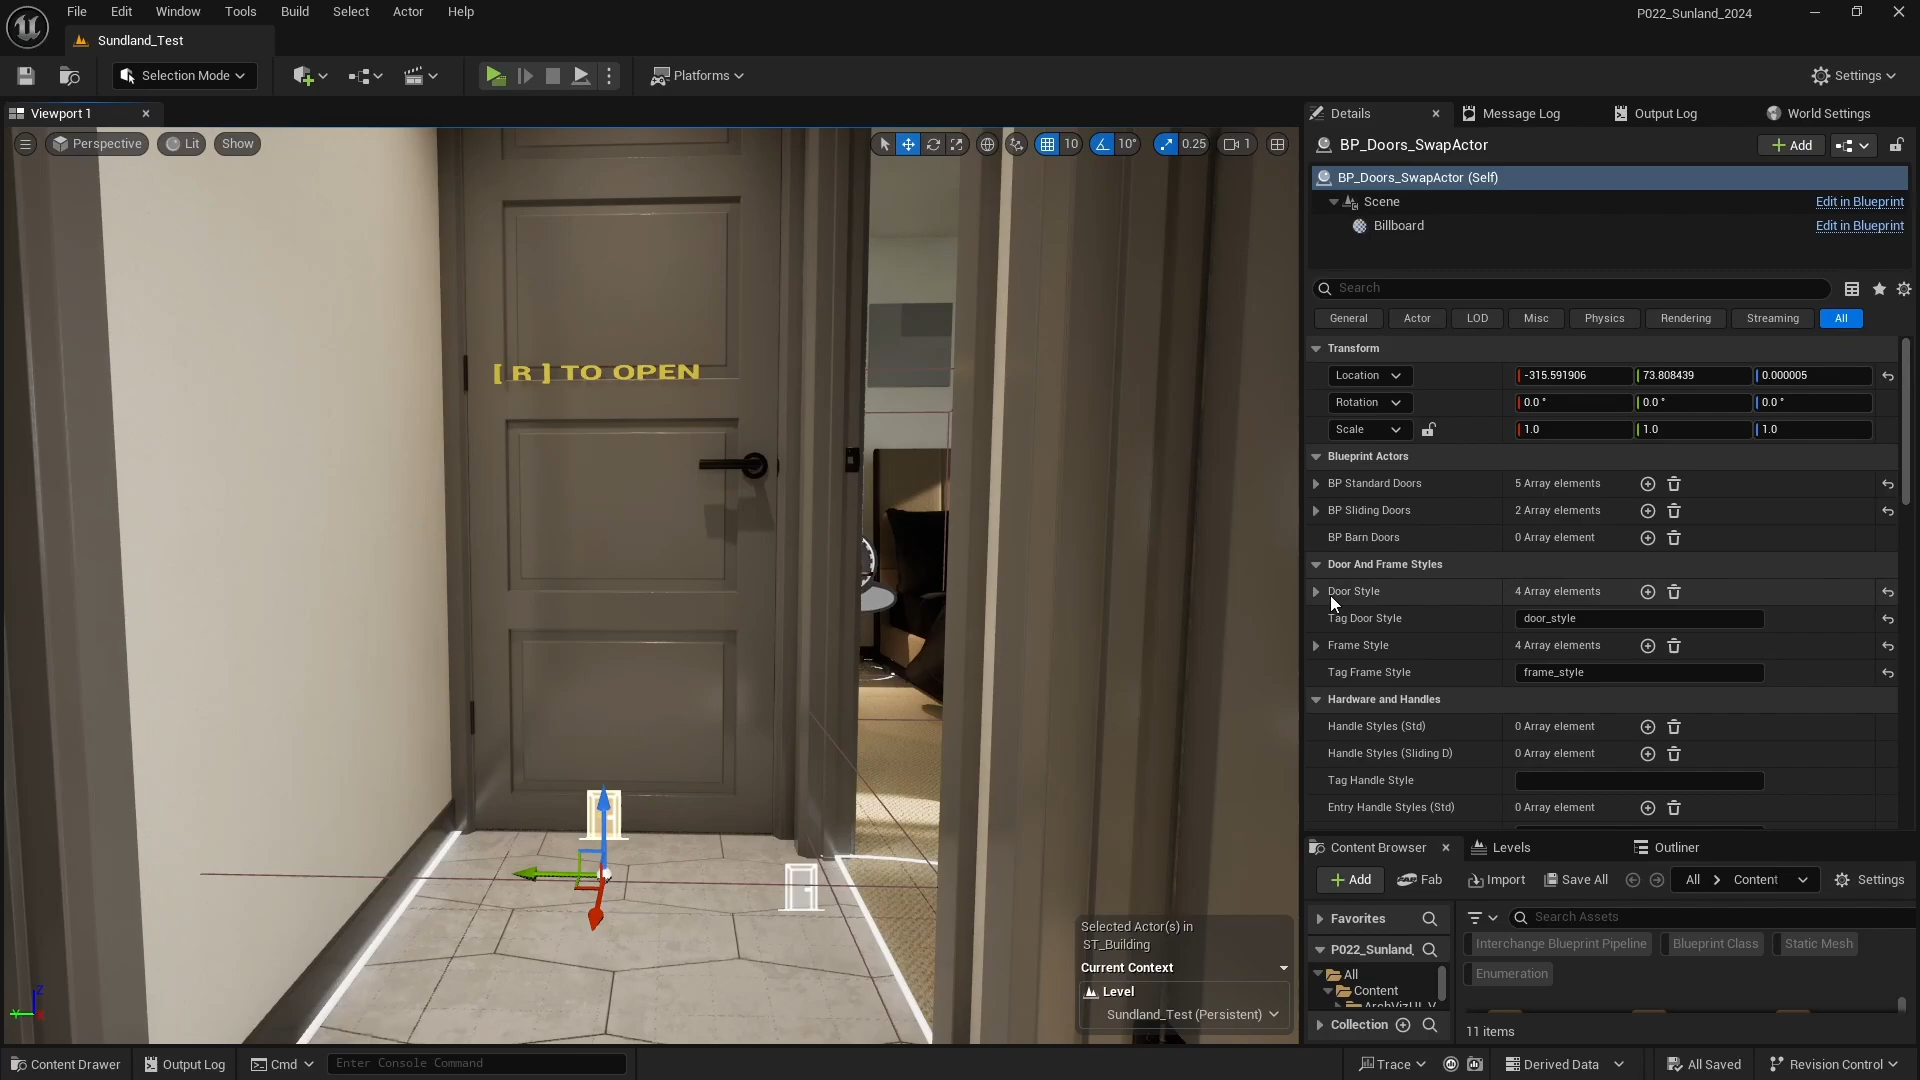 File Edit Window Tools Build Select Actor Help
P022_Sunland_2024
Sundland_Test
Selection Mode
Platforms
Settings
Viewport 1
Perspective Lit Show
10 10° 0.25 1
[ R ] TO OPEN
Selected Actor(s) in
ST_Building
Current Context
Level
Sundland_Test (Persistent)
Details Message Log Output Log World Settings
BP_Doors_SwapActor
Add
BP_Doors_SwapActor (Self)
Scene Edit in Blueprint
Billboard Edit in Blueprint
Search
General Actor LOD Misc Physics Rendering Streaming All
Transform
Location -315.591906 73.808439 0.000005
Rotation 0.0 ° 0.0 ° 0.0 °
Scale 1.0 1.0 1.0
Blueprint Actors
BP Standard Doors 5 Array elements
BP Sliding Doors 2 Array elements
BP Barn Doors 0 Array element
Door And Frame Styles
Door Style 4 Array elements
Tag Door Style door_style
Frame Style 4 Array elements
Tag Frame Style frame_style
Hardware and Handles
Handle Styles (Std) 0 Array element
Handle Styles (Sliding D) 0 Array element
Tag Handle Style
Entry Handle Styles (Std) 0 Array element
Content Browser Levels Outliner
Add Fab Import Save All All Content Settings
Favorites Search Assets
P022_Sunland_ Interchange Blueprint Pipeline Blueprint Class Static Mesh
All Enumeration
Content
Collection 11 items
Content Drawer Output Log Cmd Enter Console Command Trace Derived Data All Saved Revision Control